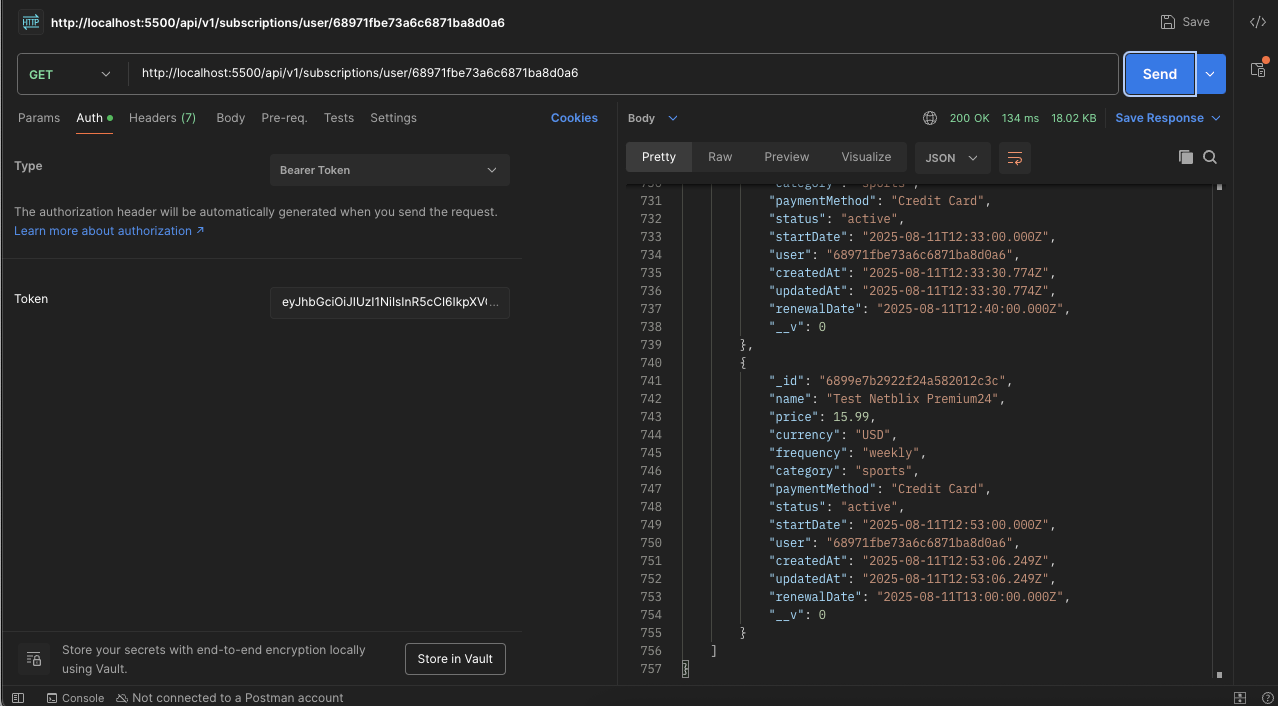 HTTP http://localhost:5500/api/v1/subscriptions/user/68971fbe73a6c6871ba8d0a6 Save
GET http://localhost:5500/api/v1/subscriptions/user/68971fbe73a6c6871ba8d0a6 Send
Params Auth Headers (7) Body Pre-req. Tests Settings Cookies
Type Bearer Token
The authorization header will be automatically generated when you send the request.
Learn more about authorization ↗
Token eyJhbGciOiJIUzI1NiIsInR5cCI6IkpXV...
Store your secrets with end-to-end encryption locally
using Vault.
Store in Vault
Body 200 OK 134 ms 18.02 KB Save Response
Pretty Raw Preview Visualize JSON
730 "category": "sports",
731 "paymentMethod": "Credit Card",
732 "status": "active",
733 "startDate": "2025-08-11T12:33:00.000Z",
734 "user": "68971fbe73a6c6871ba8d0a6",
735 "createdAt": "2025-08-11T12:33:30.774Z",
736 "updatedAt": "2025-08-11T12:33:30.774Z",
737 "renewalDate": "2025-08-11T12:40:00.000Z",
738 "__v": 0
739 },
740 {
741 "_id": "6899e7b2922f24a582012c3c",
742 "name": "Test Netblix Premium24",
743 "price": 15.99,
744 "currency": "USD",
745 "frequency": "weekly",
746 "category": "sports",
747 "paymentMethod": "Credit Card",
748 "status": "active",
749 "startDate": "2025-08-11T12:53:00.000Z",
750 "user": "68971fbe73a6c6871ba8d0a6",
751 "createdAt": "2025-08-11T12:53:06.249Z",
752 "updatedAt": "2025-08-11T12:53:06.249Z",
753 "renewalDate": "2025-08-11T13:00:00.000Z",
754 "__v": 0
755 }
756 ]
757 }
Console Not connected to a Postman account